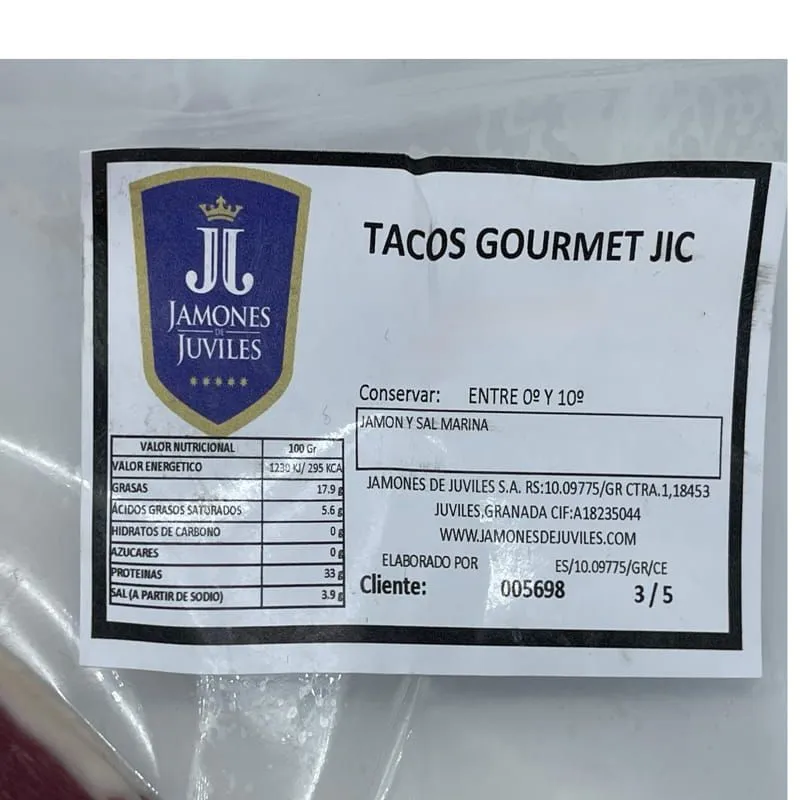 JJ
JAMONES
DE
JUVILES
TACOS GOURMET JIC
Conservar: ENTRE 0º Y 10º
JAMON Y SAL MARINA
VALOR NUTRICIONAL 100 Gr
VALOR ENERGETICO 1230 KJ/ 295 KCA
GRASAS 17.9 g
ÁCIDOS GRASOS SATURADOS 5.6 g
HIDRATOS DE CARBONO 0 g
AZUCARES 0 g
PROTEINAS 33 g
SAL (A PARTIR DE SODIO) 3.9 g
JAMONES DE JUVILES S.A. RS:10.09775/GR CTRA.1,18453
JUVILES,GRANADA CIF:A18235044
WWW.JAMONESDEJUVILES.COM
ELABORADO POR ES/10.09775/GR/CE
Cliente: 005698 3 / 5